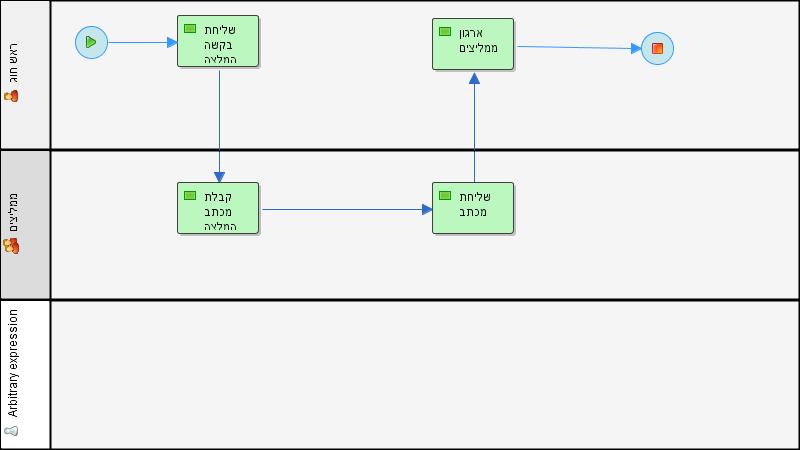 ראש חוג
שליחת
בקשה
המלצה
ארגון
ממליצים
ממליצים
קבלת
מכתב
המלצה
שליחת
מכתב
Arbitrary expression